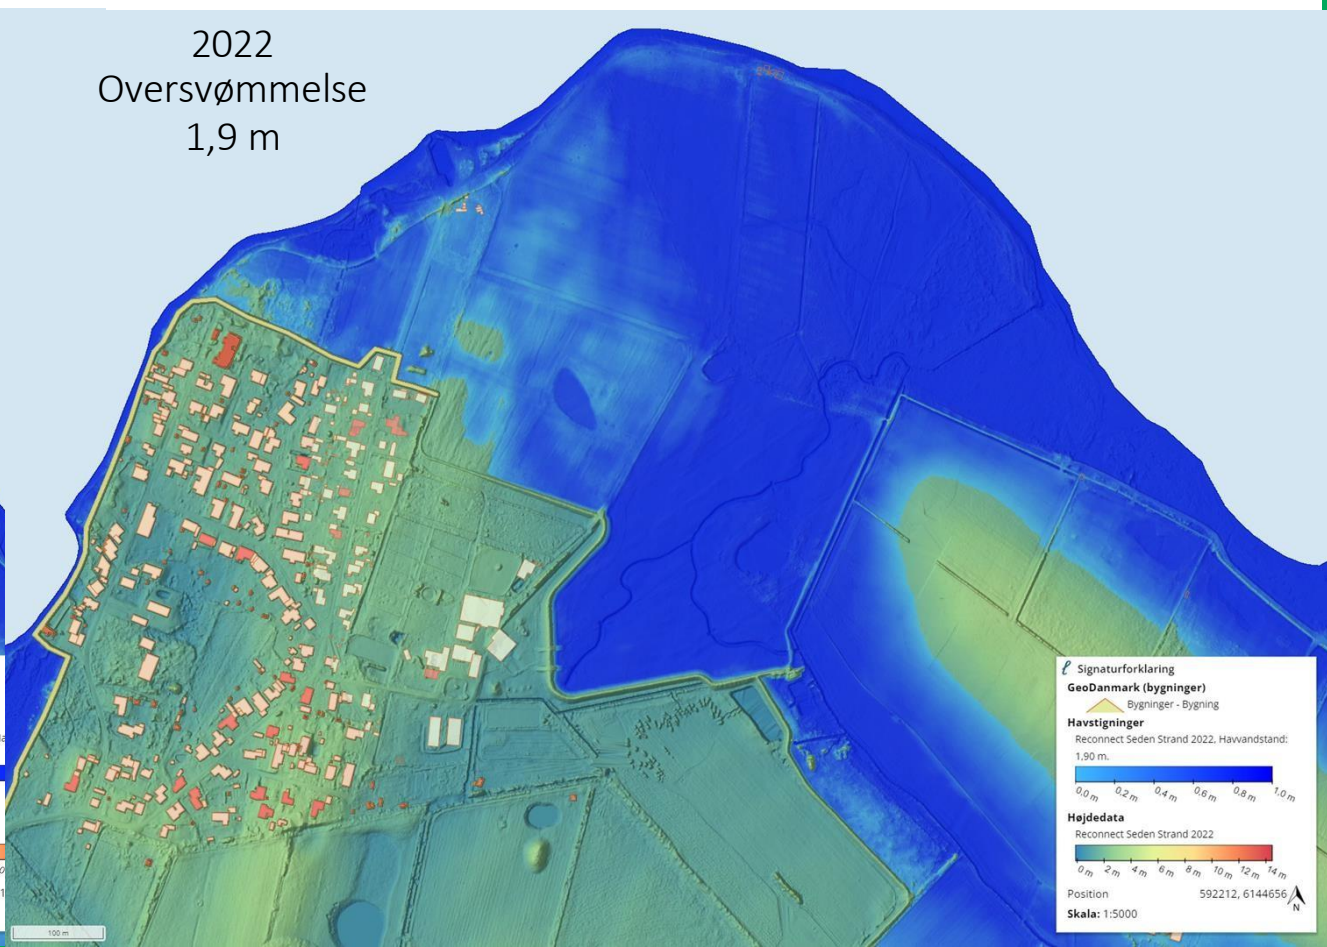 2022
Oversvømmelse
1,9 m
Signaturforklaring
GeoDanmark (bygninger)
Bygninger - Bygning
Havstigninger
Reconnect Seden Strand 2022, Havvandstand:
1,90 m.
0,0 m 0,2 m 0,4 m 0,6 m 0,8 m 1,0 m
Højdedata
Reconnect Seden Strand 2022
0 m 2 m 4 m 6 m 8 m 10 m 12 m 14 m
Position 592212, 6144656
N
Skala: 1:5000
100 m